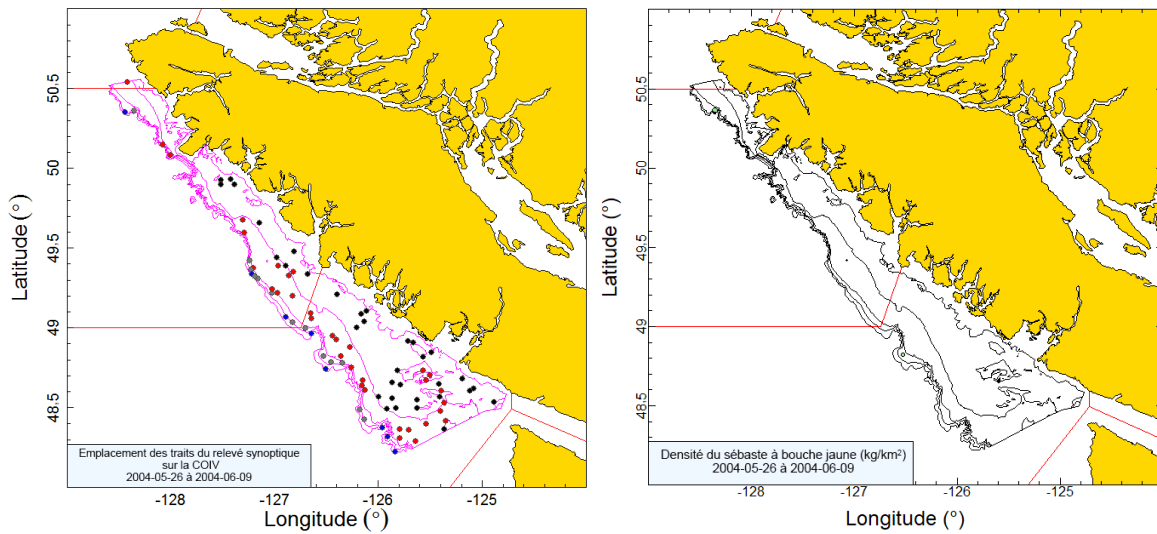 50.5
50
49.5
49
48.5
Latitude (°)
Emplacement des traits du relevé synoptique
sur la COIV
2004-05-26 à 2004-06-09
-128
-127
-126
-125
Longitude (°)
50.5
50
49.5
49
48.5
Latitude (°)
Densité du sébaste à bouche jaune (kg/km²)
2004-05-26 à 2004-06-09
-128
-127
-126
-125
Longitude (°)